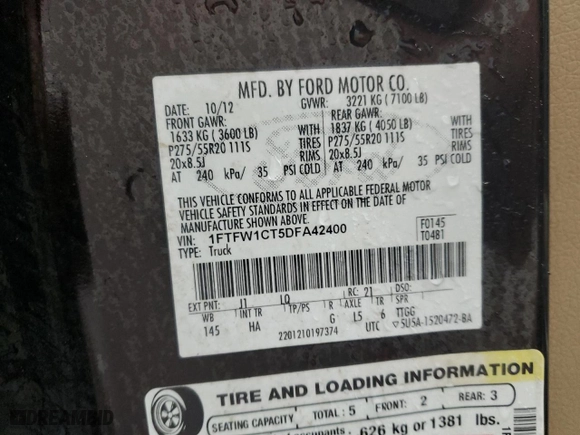 MFD. BY FORD MOTOR CO.
DATE: 10/12 GVWR: 3221 KG (7100 LB)
FRONT GAWR: REAR GAWR:
1633 KG (3600 LB) 1837 KG (4050 LB)
P275/55R20 111S TIRES P275/55R20 111S TIRES
20x8.5J RIMS 20x8.5J RIMS
AT 240 kPa/ 35 PSI COLD AT 240 kPa/ 35 PSI COLD
THIS VEHICLE CONFORMS TO ALL APPLICABLE FEDERAL MOTOR
VEHICLE SAFETY STANDARDS IN EFFECT ON THE DATE OF
MANUFACTURE SHOWN ABOVE.
VIN: 1FTFW1CT5DFA42400 F0145
TYPE: Truck T0481
EXT PNT: J1 LQ RC: 21 DSO:
WB INT TR TP/PS R AXLE TR SPR
145 HA G L5 6 TTGG
2201210197374 UTC 5U5A-1520472-BA
TIRE AND LOADING INFORMATION
SEATING CAPACITY TOTAL: 5 FRONT: 2 REAR: 3
626 kg or 1381 lbs.
DREAMBID